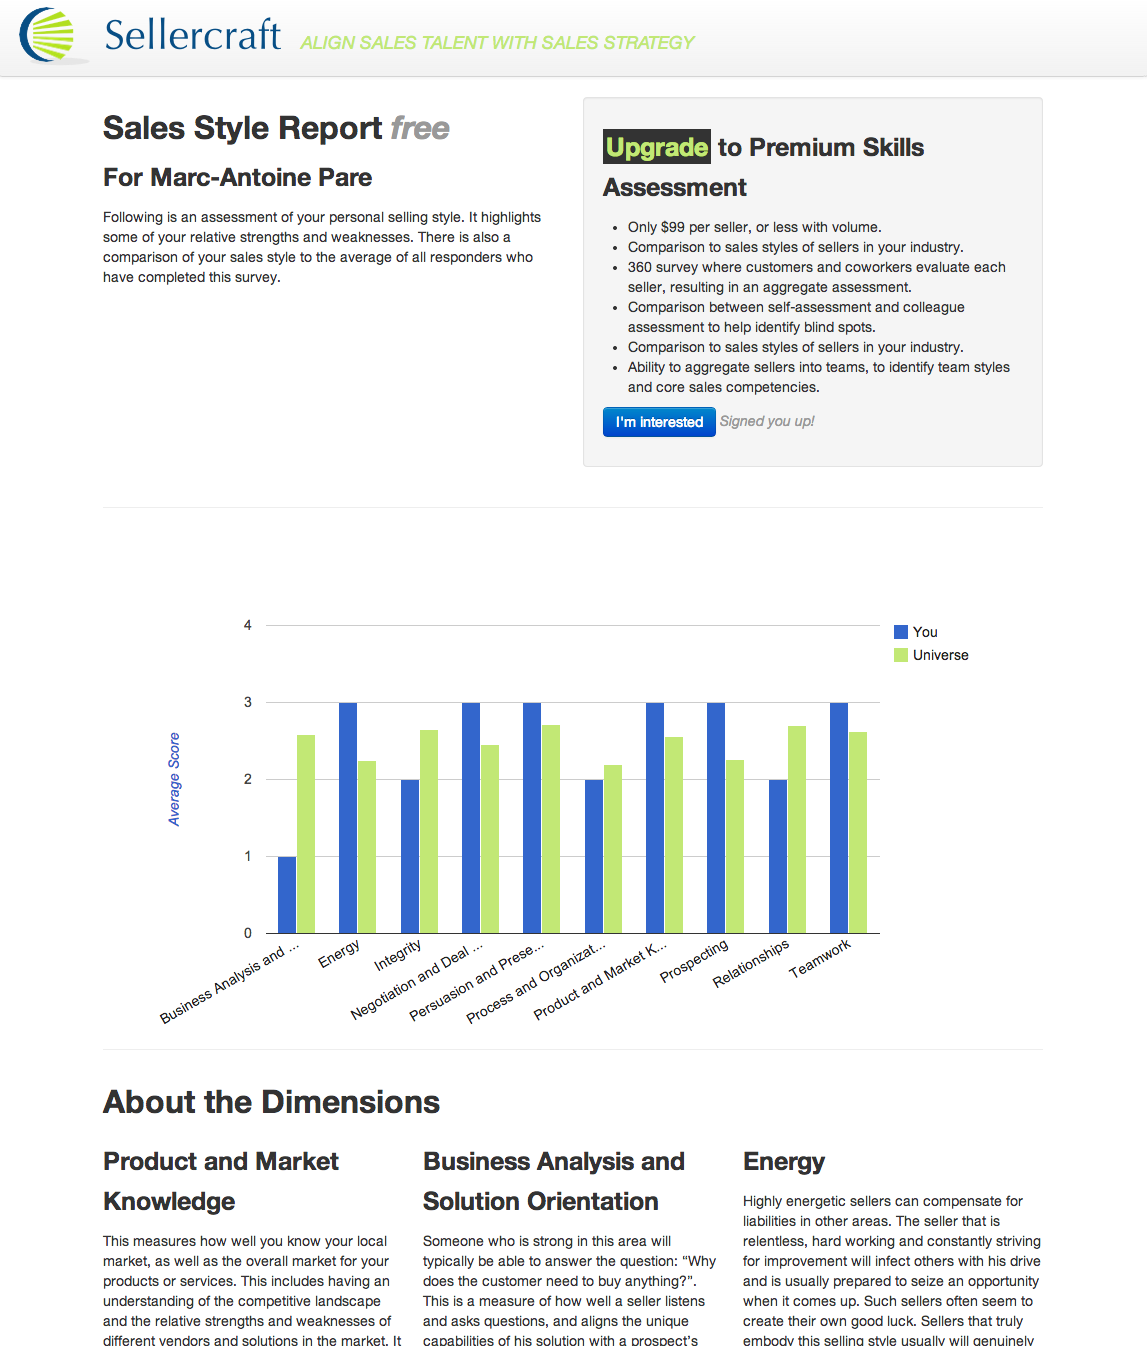 Sellercraft ALIGN SALES TALENT WITH SALES STRATEGY
Sales Style Report free
For Marc-Antoine Pare
Following is an assessment of your personal selling style. It highlights
some of your relative strengths and weaknesses. There is also a
comparison of your sales style to the average of all responders who
have completed this survey.
Upgrade to Premium Skills
Assessment
• Only $99 per seller, or less with volume.
• Comparison to sales styles of sellers in your industry.
• 360 survey where customers and coworkers evaluate each
seller, resulting in an aggregate assessment.
• Comparison between self-assessment and colleague
assessment to help identify blind spots.
• Comparison to sales styles of sellers in your industry.
• Ability to aggregate sellers into teams, to identify team styles
and core sales competencies.
I'm interested Signed you up!
4
3
2
1
0
Average Score
You
Universe
Business Analysis and ...
Energy
Integrity
Negotiation and Deal ...
Persuasion and Prese...
Process and Organizat...
Product and Market K...
Prospecting
Relationships
Teamwork
About the Dimensions
Product and Market
Knowledge
This measures how well you know your local
market, as well as the overall market for your
products or services. This includes having an
understanding of the competitive landscape
and the relative strengths and weaknesses of
different vendors and solutions in the market. It
Business Analysis and
Solution Orientation
Someone who is strong in this area will
typically be able to answer the question: “Why
does the customer need to buy anything?”.
This is a measure of how well a seller listens
and asks questions, and aligns the unique
capabilities of his solution with a prospect’s
Energy
Highly energetic sellers can compensate for
liabilities in other areas. The seller that is
relentless, hard working and constantly striving
for improvement will infect others with his drive
and is usually prepared to seize an opportunity
when it comes up. Such sellers often seem to
create their own good luck. Sellers that truly
embody this selling style usually will genuinely